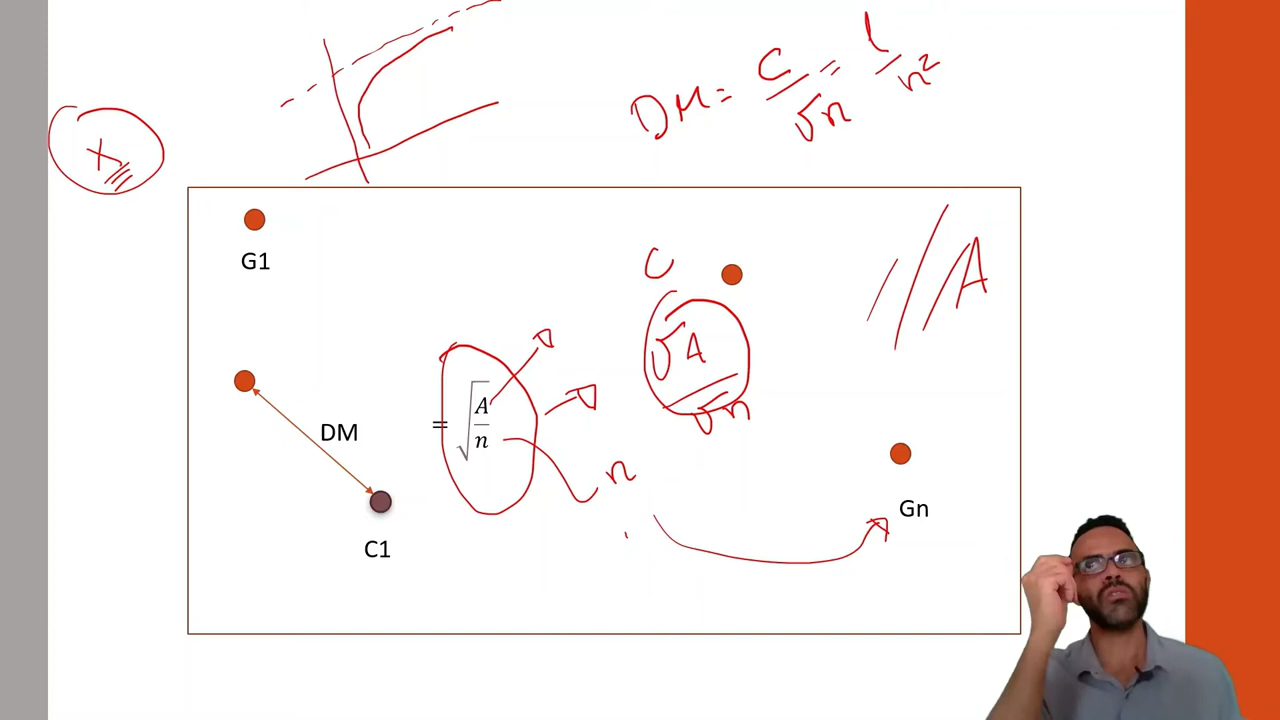 DM = C/√n = 1/n²
X
G1
A
C
√A/√n
DM
= √A/n
n
Gn
C1